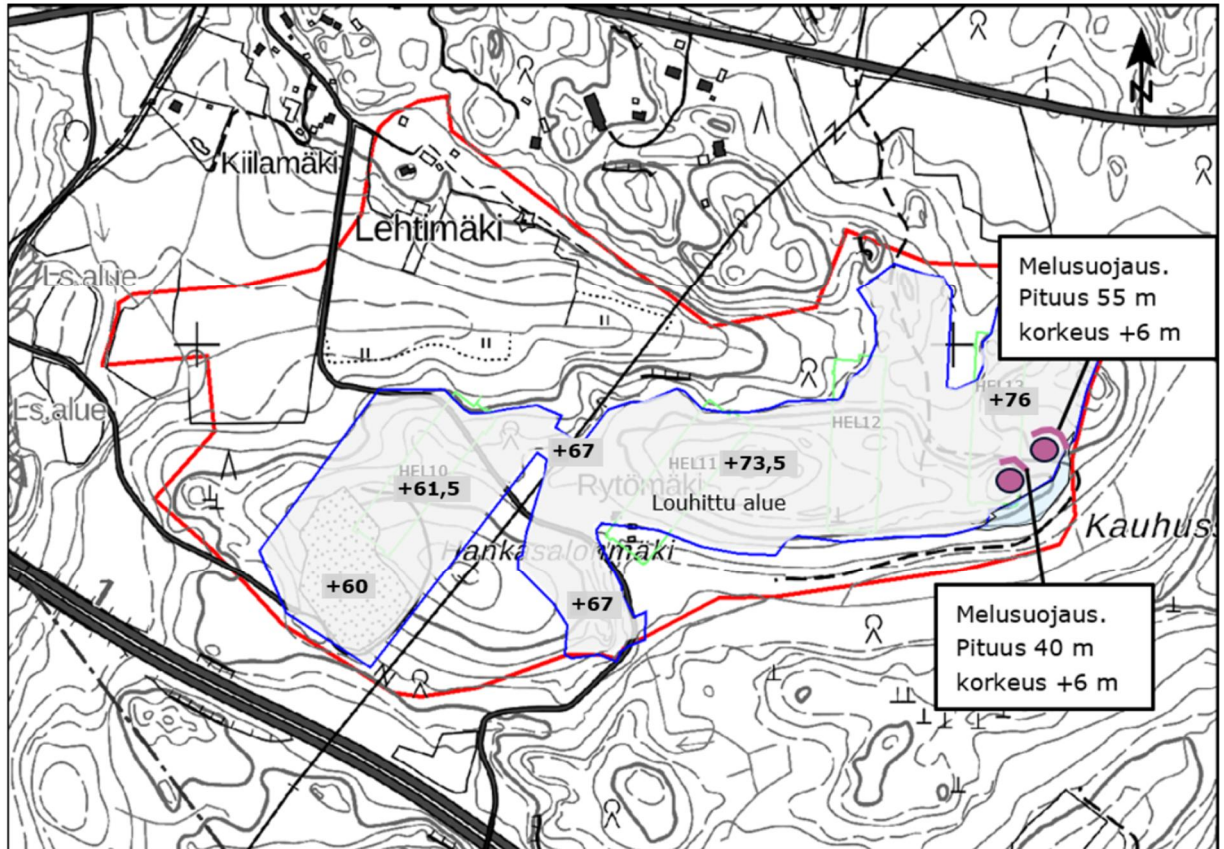 N
Kiilamäki
Lehtimäki
Ls.alue
Melusuojaus.
Pituus 55 m
korkeus +6 m
Ls.alue
HEL13
+76
HEL12
+67
HEL10
+61,5
HEL11
+73,5
Rytömäki
Louhittu alue
Kauhus
Hankasalonmäki
+60
+67
Melusuojaus.
Pituus 40 m
korkeus +6 m